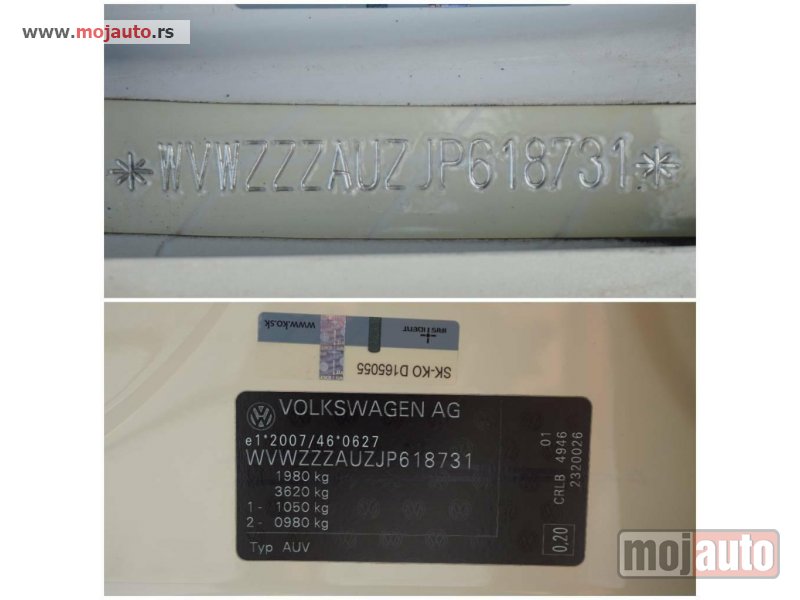 www.mojauto.rs
*WVWZZZAUZJP618731*
www.ko.sk
INSTIDENT
SK-KO D165055
VOLKSWAGEN AG
e1*2007/46*0627
WVWZZZAUZJP618731
1980 kg
3620 kg
1 - 1050 kg
2 - 0980 kg
Typ AUV
01
CRLB 4946
2320026
0,20
mojauto